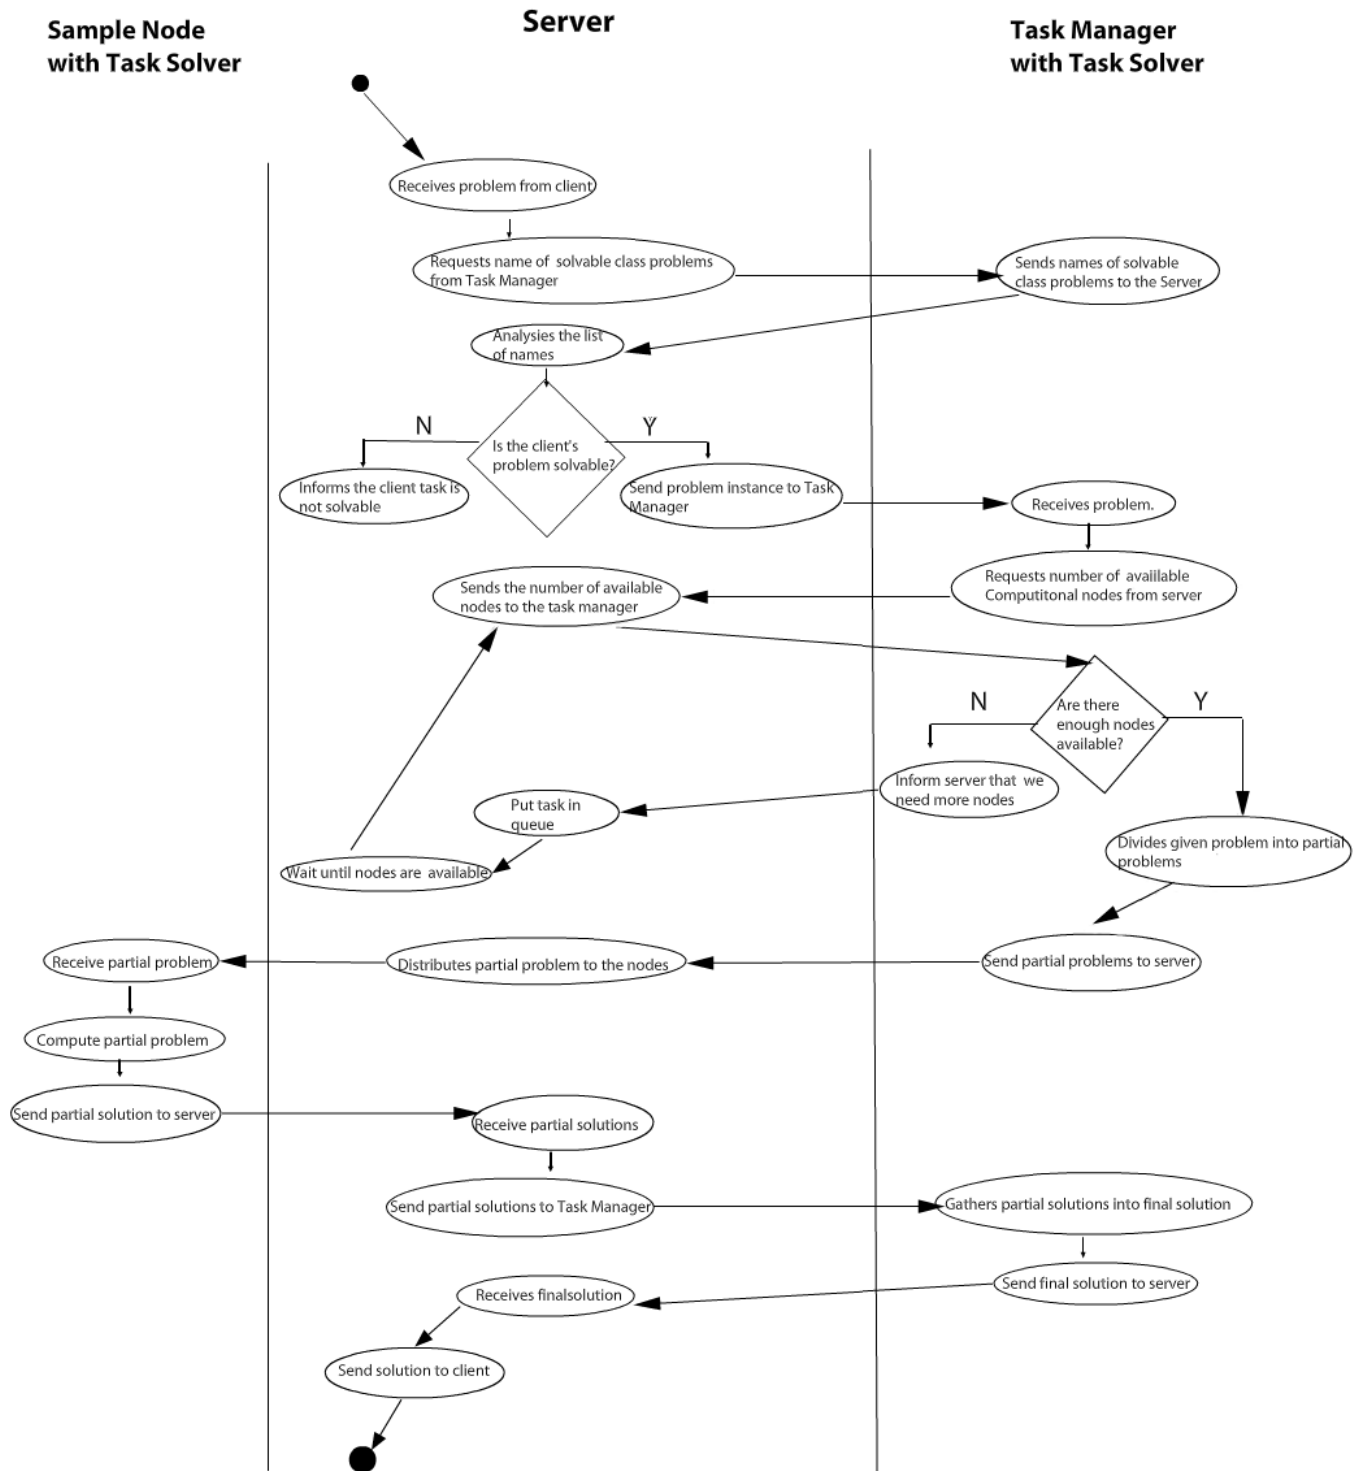 Sample Node
with Task Solver
Server
Task Manager
with Task Solver
Receives problem from client
Requests name of solvable class problems
from Task Manager
Sends names of solvable
class problems to the Server
Analysies the list
of names
N
Y
Is the client's
problem solvable?
Informs the client task is
not solvable
Send problem instance to Task
Manager
Receives problem.
Requests number of avaiilable
Computitonal nodes from server
Sends the number of available
nodes to the task manager
N
Y
Are there
enough nodes
available?
Inform server that we
need more nodes
Put task in
queue
Wait until nodes are available
Divides given problem into partial
problems
Receive partial problem
Distributes partial problem to the nodes
Send partial problems to server
Compute partial problem
Send partial solution to server
Receive partial solutions
Send partial solutions to Task Manager
Gathers partial solutions into final solution
Send final solution to server
Receives finalsolution
Send solution to client